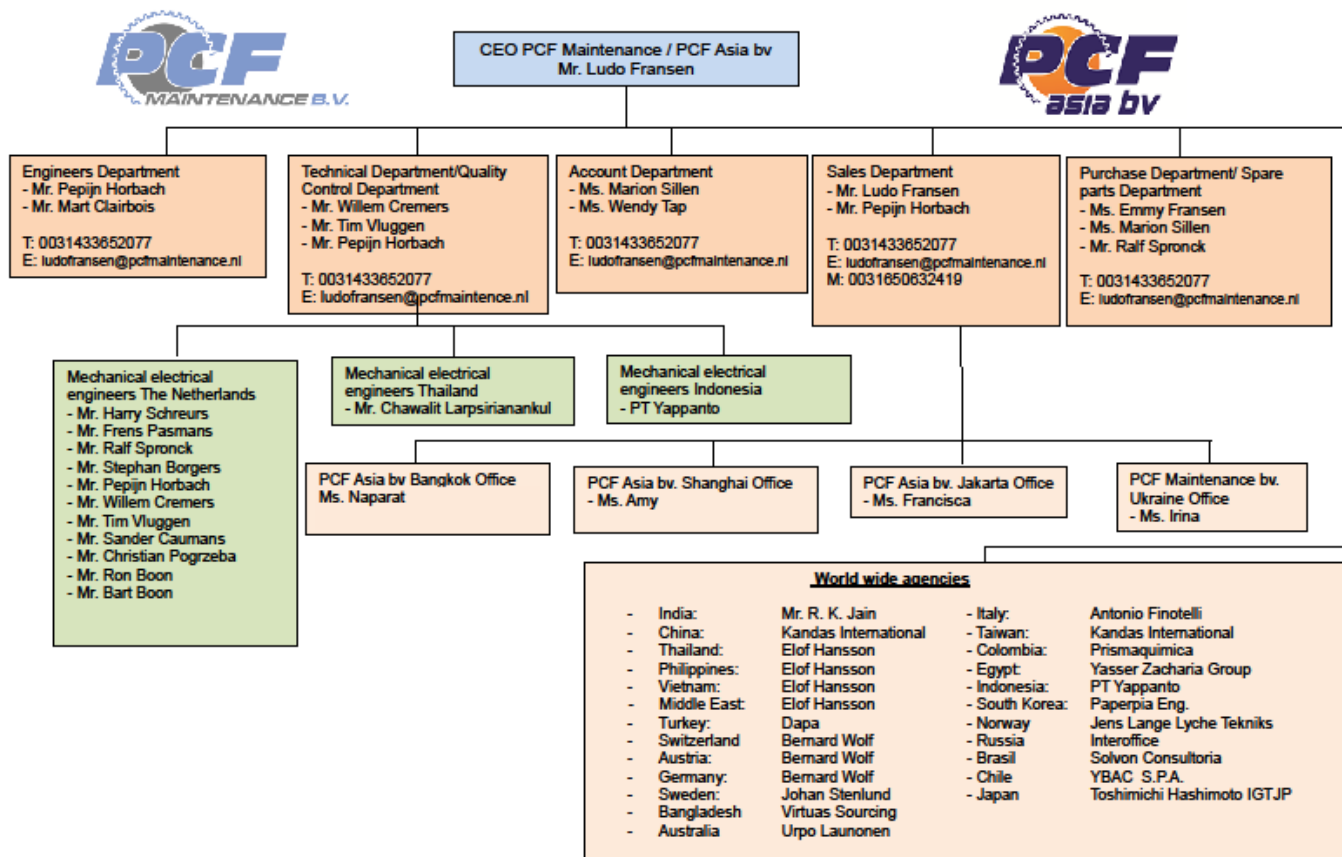 PCF
MAINTENANCE B.V.
CEO PCF Maintenance / PCF Asia bv
Mr. Ludo Fransen
PCF
asia bv
Engineers Department
- Mr. Pepijn Horbach
- Mr. Mart Clairbois
T: 0031433652077
E: ludofransen@pcfmaintenance.nl
Technical Department/Quality
Control Department
- Mr. Willem Cremers
- Mr. Tim Vluggen
- Mr. Pepijn Horbach
T: 0031433652077
E: ludofransen@pcfmaintence.nl
Account Department
- Ms. Marion Sillen
- Ms. Wendy Tap
T: 0031433652077
E: ludofransen@pcfmaintenance.nl
Sales Department
- Mr. Ludo Fransen
- Mr. Pepijn Horbach
T: 0031433652077
E: ludofransen@pcfmaintenance.nl
M: 0031650632419
Purchase Department/ Spare
parts Department
- Ms. Emmy Fransen
- Ms. Marion Sillen
- Mr. Ralf Spronck
T: 0031433652077
E: ludofransen@pcfmaintenance.nl
Mechanical electrical
engineers The Netherlands
- Mr. Harry Schreurs
- Mr. Frens Pasmans
- Mr. Ralf Spronck
- Mr. Stephan Borgers
- Mr. Pepijn Horbach
- Mr. Willem Cremers
- Mr. Tim Vluggen
- Mr. Sander Caumans
- Mr. Christian Pogrzeba
- Mr. Ron Boon
- Mr. Bart Boon
Mechanical electrical
engineers Thailand
- Mr. Chawalit Larpsirianankul
Mechanical electrical
engineers Indonesia
- PT Yappanto
PCF Asia bv Bangkok Office
Ms. Naparat
PCF Asia bv. Shanghai Office
- Ms. Amy
PCF Asia bv. Jakarta Office
- Ms. Francisca
PCF Maintenance bv.
Ukraine Office
- Ms. Irina
World wide agencies
- India: Mr. R. K. Jain - Italy: Antonio Finotelli
- China: Kandas International - Taiwan: Kandas International
- Thailand: Elof Hansson - Colombia: Prismaquimica
- Philippines: Elof Hansson - Egypt: Yasser Zacharia Group
- Vietnam: Elof Hansson - Indonesia: PT Yappanto
- Middle East: Elof Hansson - South Korea: Paperpia Eng.
- Turkey: Dapa - Norway Jens Lange Lyche Tekniks
- Switzerland Bernard Wolf - Russia Interoffice
- Austria: Bernard Wolf - Brasil Solvon Consultoria
- Germany: Bernard Wolf - Chile YBAC S.P.A.
- Sweden: Johan Stenlund - Japan Toshimichi Hashimoto IGTJP
- Bangladesh Virtuas Sourcing
- Australia Urpo Launonen